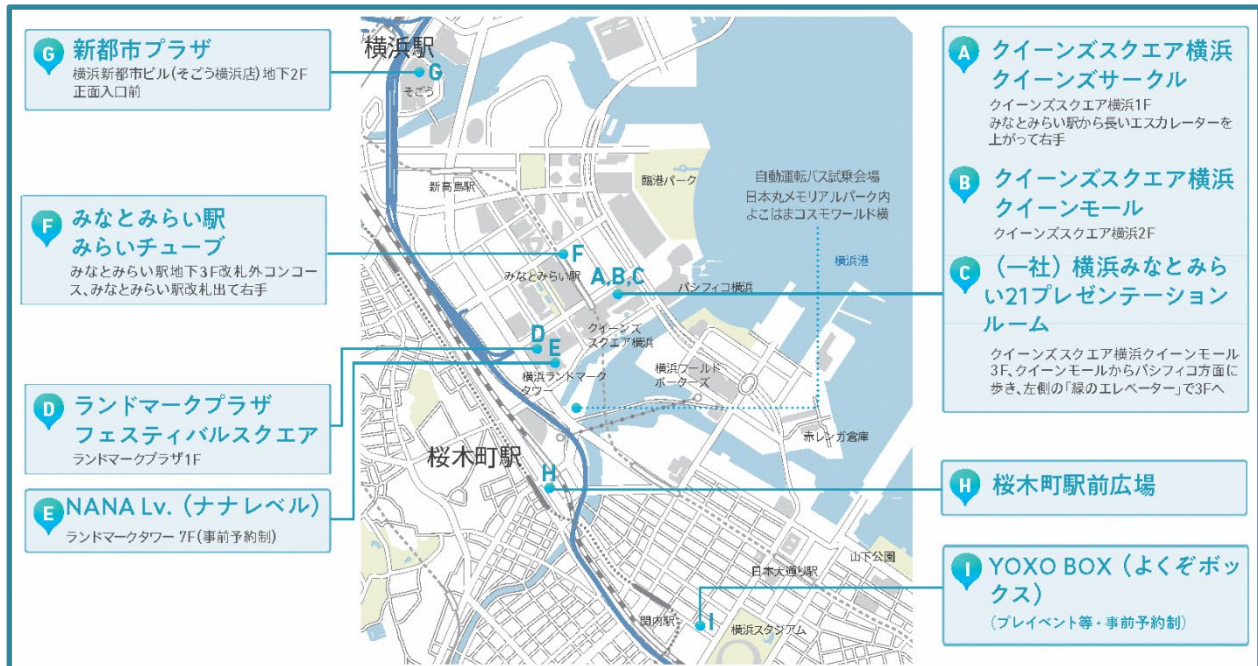 G
新都市プラザ
横浜新都市ビル(そごう横浜店)地下2F
正面入口前
F
みなとみらい駅
みらいチューブ
みなとみらい駅地下3F改札外コンコー
ス、みなとみらい駅改札出て右手
D
ランドマークプラザ
フェスティバルスクエア
ランドマークプラザ1F
E
NANA Lv.（ナナレベル）
ランドマークタワー 7F(事前予約制)
横浜駅
G
そごう
新高島駅
臨港パーク
自動運転バス試乗会場
日本丸メモリアルパーク内
よこはまコスモワールド横
横浜港
F
みなとみらい駅
A,B,C
パシフィコ横浜
クイーンズ
スクエア横浜
D
E
横浜ランドマーク
タワー
横浜ワールド
ポーターズ
赤レンガ倉庫
桜木町駅
H
山下公園
日本大通り駅
関内駅
I
横浜スタジアム
A
クイーンズスクエア横浜
クイーンズサークル
クイーンズスクエア横浜1F
みなとみらい駅から長いエスカレーターを
上がって右手
B
クイーンズスクエア横浜
クイーンモール
クイーンズスクエア横浜2F
C
（一社）横浜みなとみら
い21プレゼンテーション
ルーム
クイーンズスクエア横浜クイーンモール
3F、クイーンモールからパシフィコ方面に
歩き、左側の「緑のエレベーター」で3Fへ
H
桜木町駅前広場
I
YOXO BOX（よくぞボッ
クス）
（プレイベント等・事前予約制）